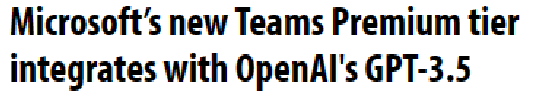 Microsoft’s new Teams Premium tier
integrates with OpenAI's GPT-3.5